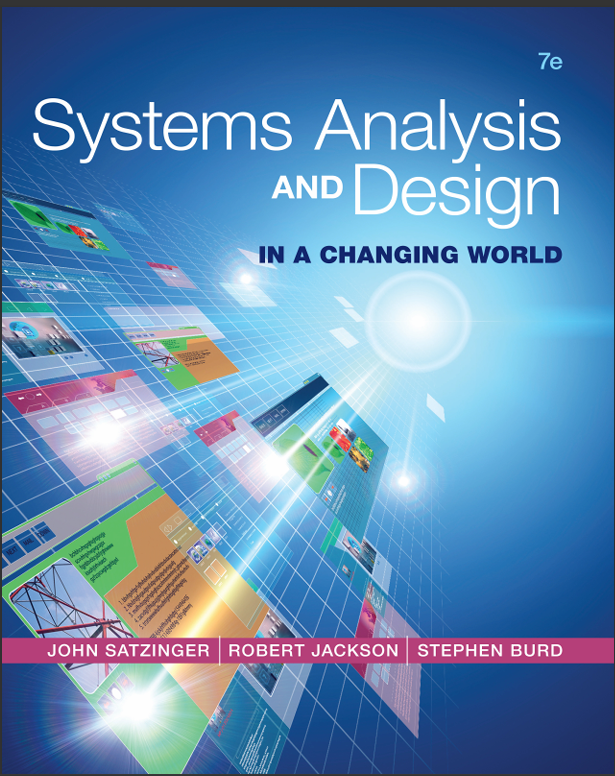 7e
Systems Analysis
AND Design
IN A CHANGING WORLD
JOHN SATZINGER | ROBERT JACKSON | STEPHEN BURD